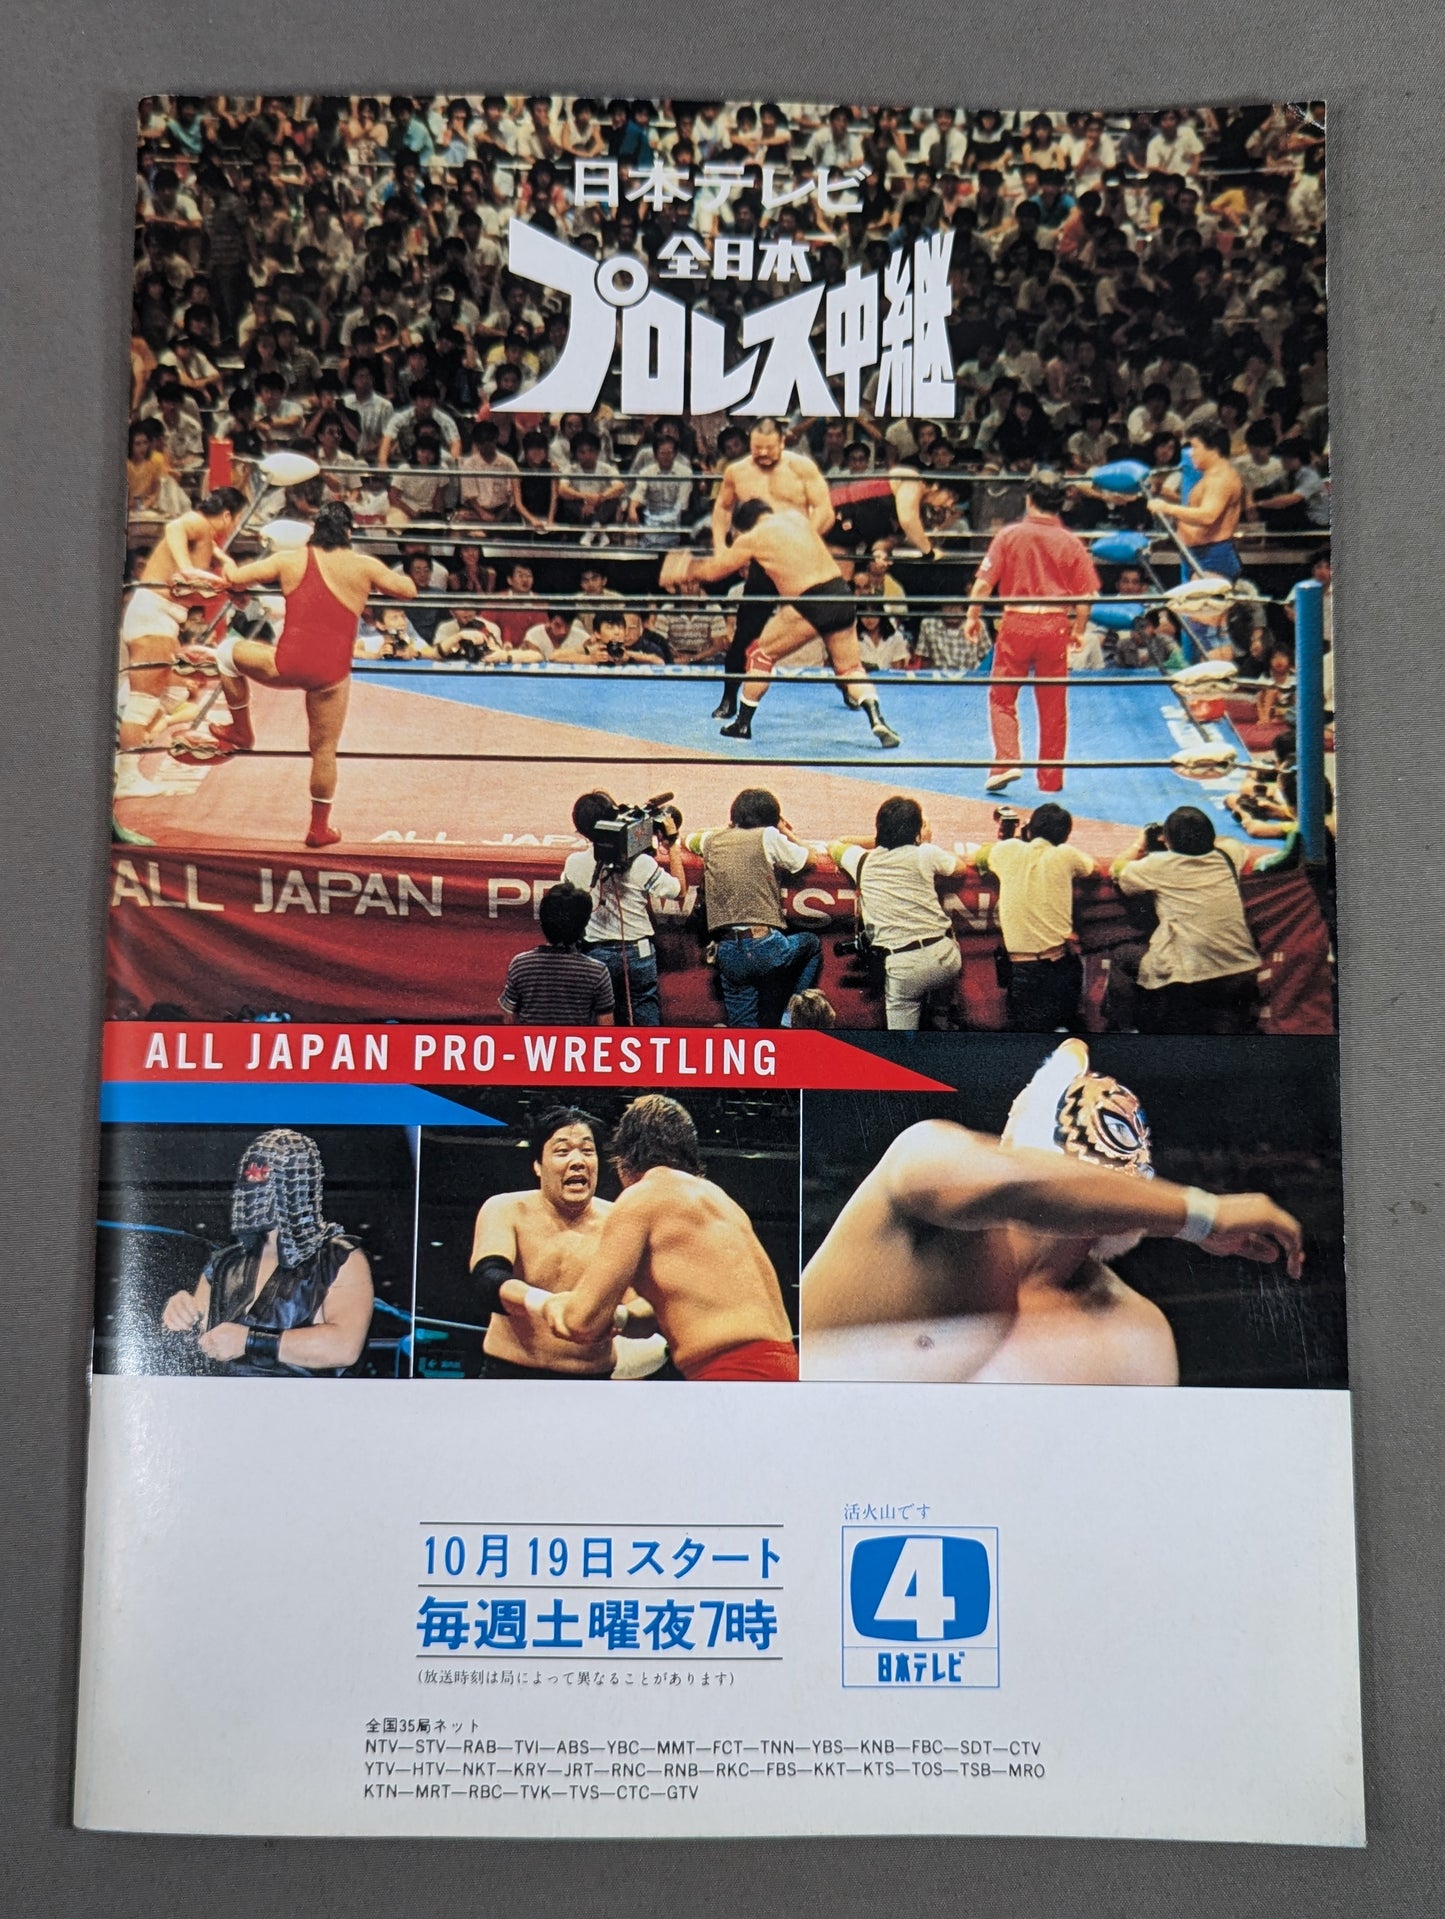 日本テレビ
全日本
プロレス中継
ALL JAPAN
ALL JAPAN PRO-WRESTLING
ALL JAPAN PRO-WRESTLING
10月19日スタート
毎週土曜夜7時
(放送時刻は局によって異なることがあります)
活火山です
4
日本テレビ
全国35局ネット
NTV—STV—RAB—TVI—ABS—YBC—MMT—FCT—TNN—YBS—KNB—FBC—SDT—CTV
YTV—HTV—NKT—KRY—JRT—RNC—RNB—RKC—FBS—KKT—KTS—TOS—TSB—MRO
KTN—MRT—RBC—TVK—TVS—CTC—GTV